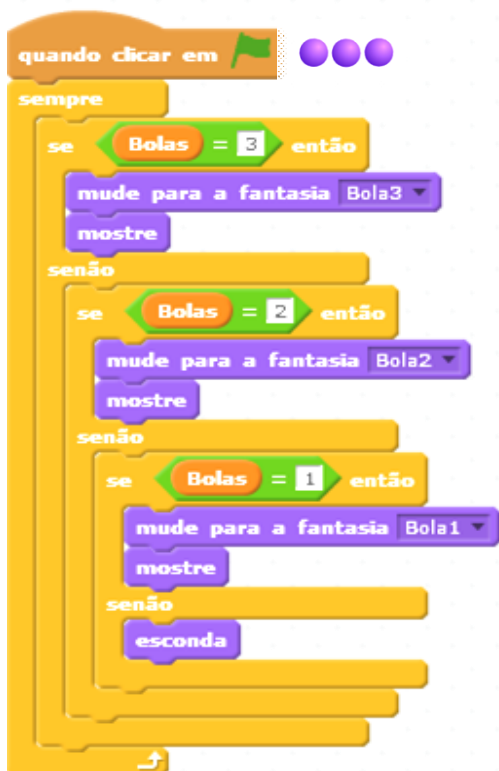 quando clicar em
sempre
se Bolas = 3 então
mude para a fantasia Bola3
mostre
senão
se Bolas = 2 então
mude para a fantasia Bola2
mostre
senão
se Bolas = 1 então
mude para a fantasia Bola1
mostre
senão
esconda